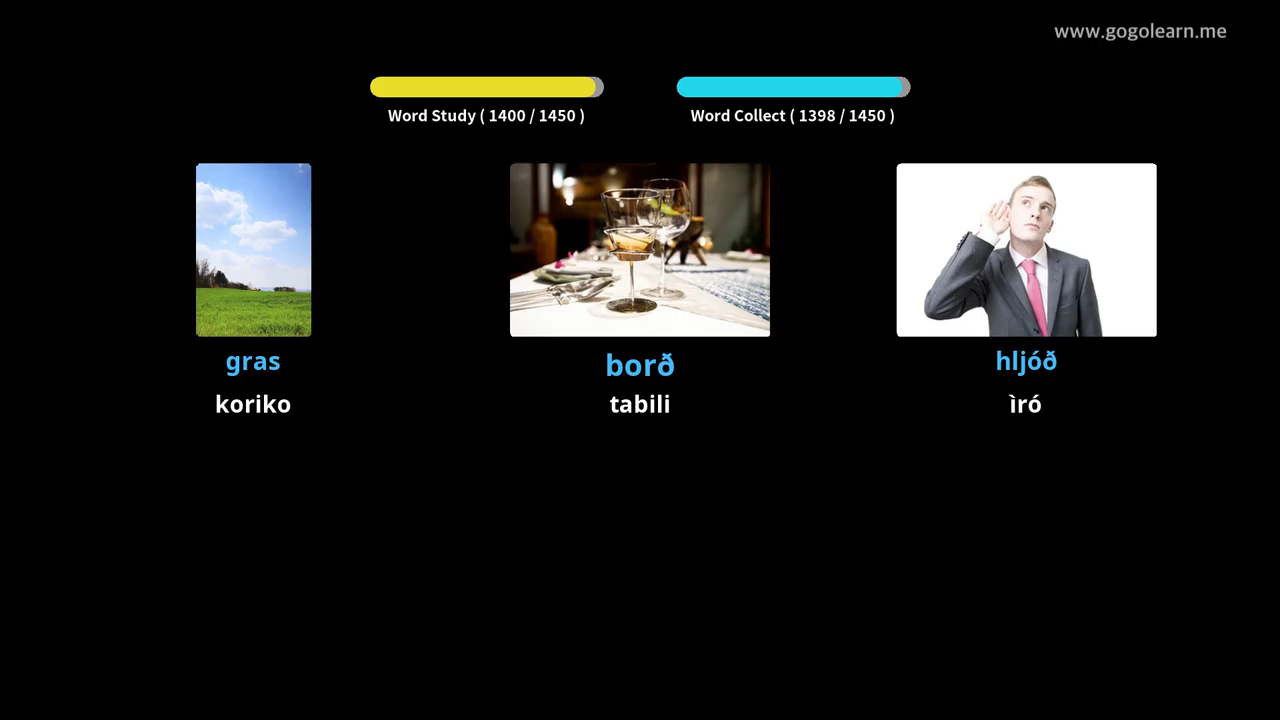 www.gogolearn.me
Word Study ( 1400 / 1450 )
Word Collect ( 1398 / 1450 )
gras
borð
hljóð
koriko
tabili
ìró